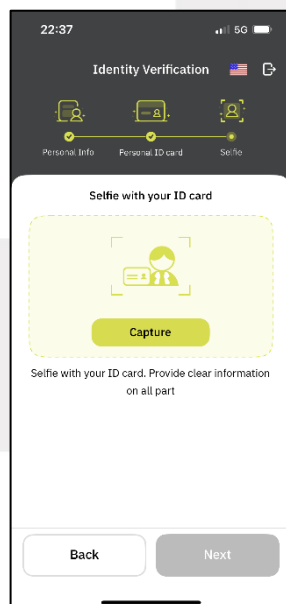 22:37
5G
Identity Verification
Personal Info
Personal ID card
Selfie
Selfie with your ID card
Capture
Selfie with your ID card. Provide clear information
on all part
Back
Next